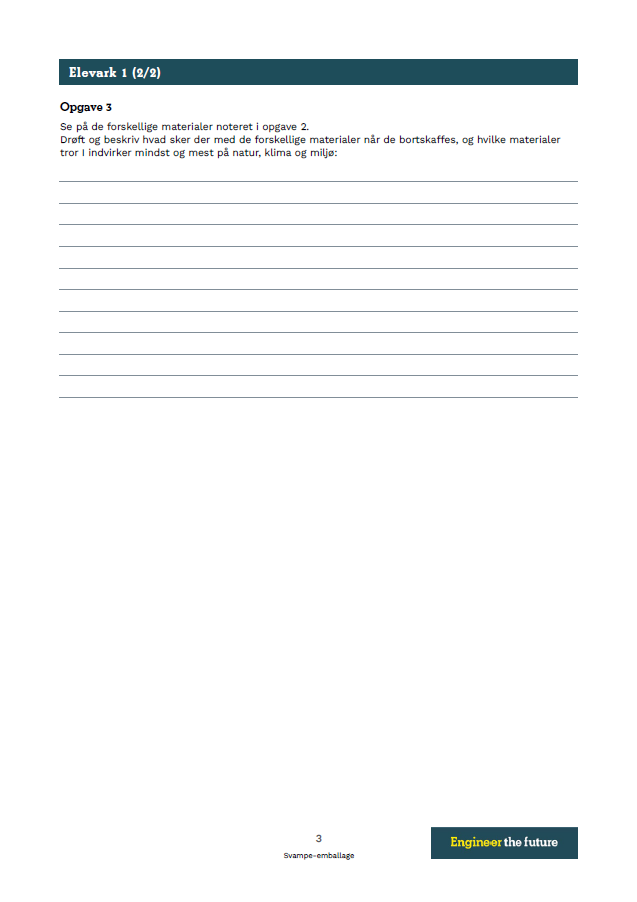 Elevark 1 (2/2)
Opgave 3
Se på de forskellige materialer noteret i opgave 2.
Drøft og beskriv hvad sker der med de forskellige materialer når de bortskaffes, og hvilke materialer
tror I indvirker mindst og mest på natur, klima og miljø:
3
Svampe-emballage
Engineer the future